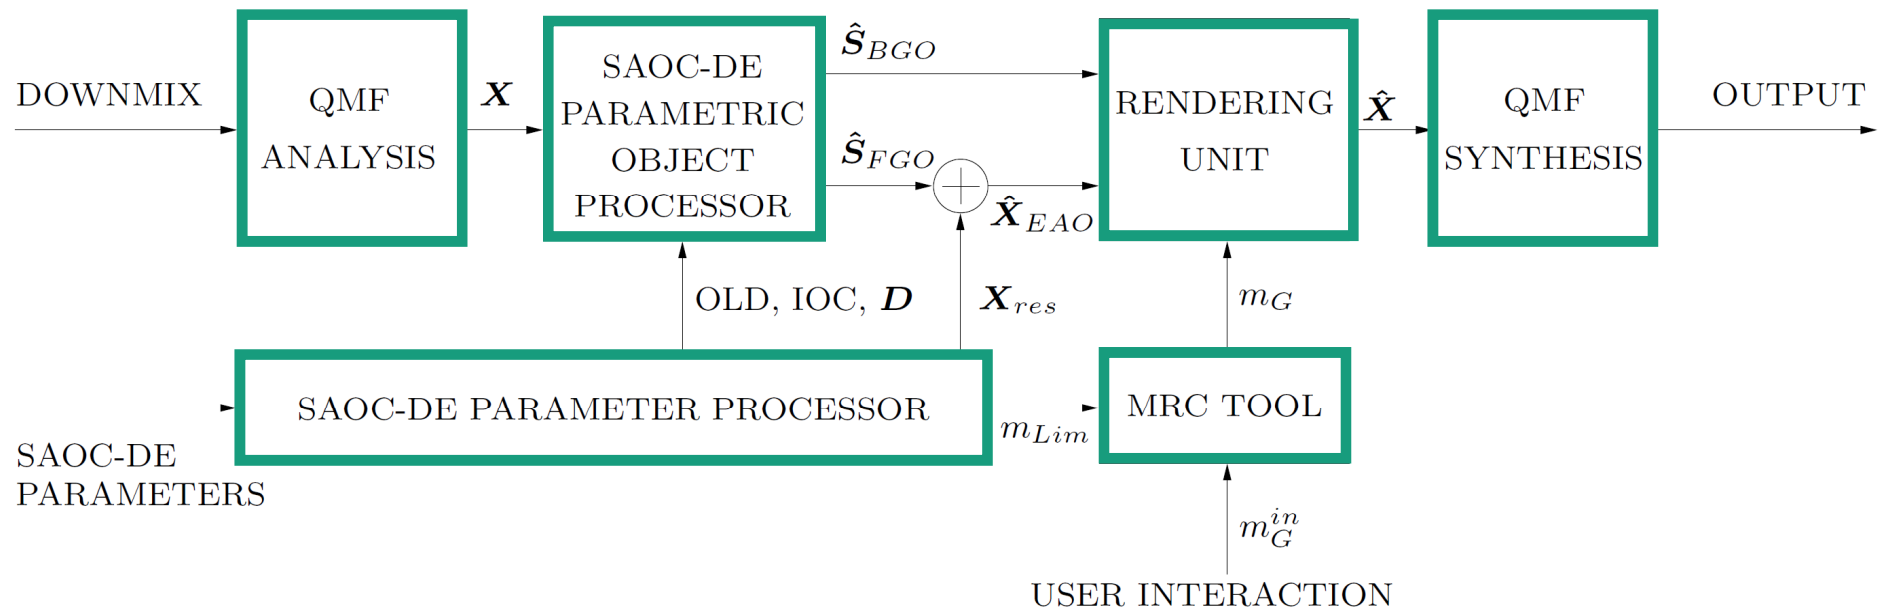 DOWNMIX
QMF
ANALYSIS
X
SAOC-DE
PARAMETRIC
OBJECT
PROCESSOR
Ŝ_BGO
Ŝ_FGO
X̂_EAO
RENDERING
UNIT
X̂
QMF
SYNTHESIS
OUTPUT
OLD, IOC, D
X_res
m_G
SAOC-DE
PARAMETERS
SAOC-DE PARAMETER PROCESSOR
m_Lim
MRC TOOL
m_G^in
USER INTERACTION